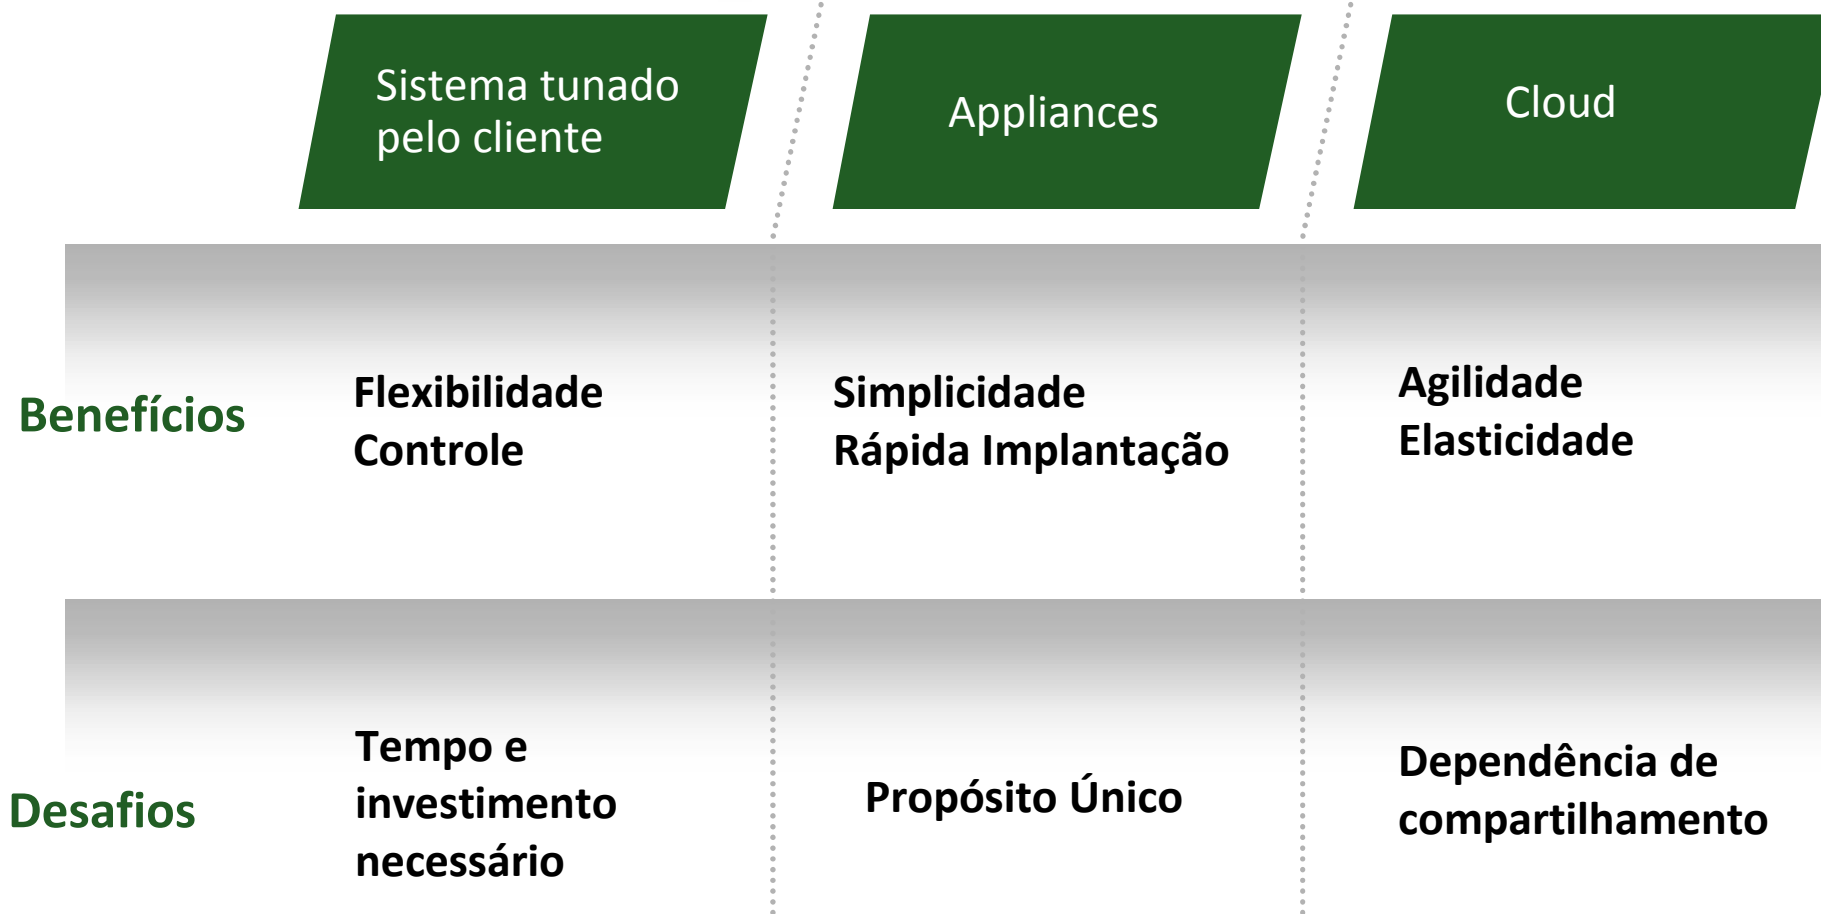 Sistema tunado
pelo cliente
Appliances
Cloud
Benefícios
Flexibilidade
Controle
Simplicidade
Rápida Implantação
Agilidade
Elasticidade
Desafios
Tempo e
investimento
necessário
Propósito Único
Dependência de
compartilhamento